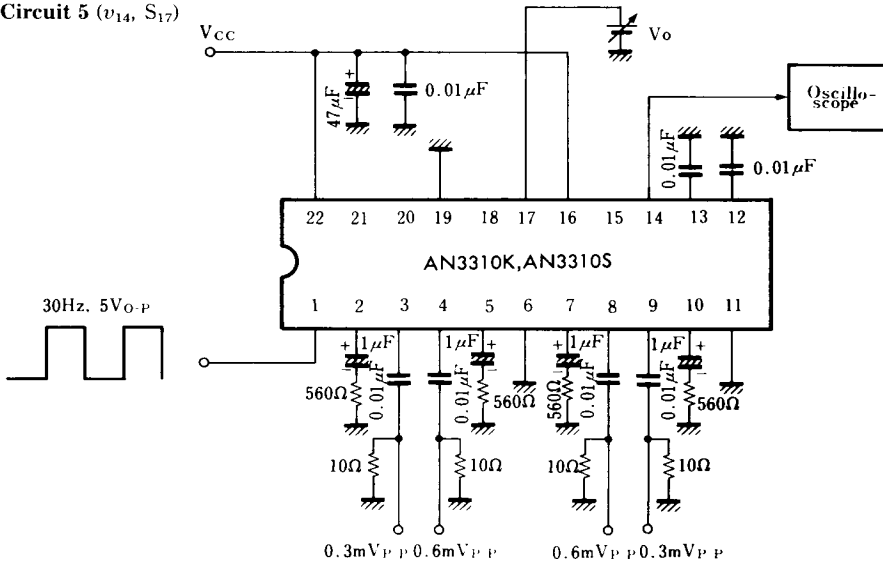 Circuit 5 (v14, S17)
VCC
Vo
47μF
0.01μF
0.01μF
0.01μF
Oscillo-
scope
22 21 20 19 18 17 16 15 14 13 12
AN3310K,AN3310S
1 2 3 4 5 6 7 8 9 10 11
30Hz, 5VO-P
+ 1μF 1μF + + 1μF 1μF +
560Ω 0.01μF 0.01μF 560Ω 560Ω 0.01μF 0.01μF 560Ω
10Ω 10Ω 10Ω 10Ω
0.3mVP-P 0.6mVP-P 0.6mVP-P 0.3mVP-P